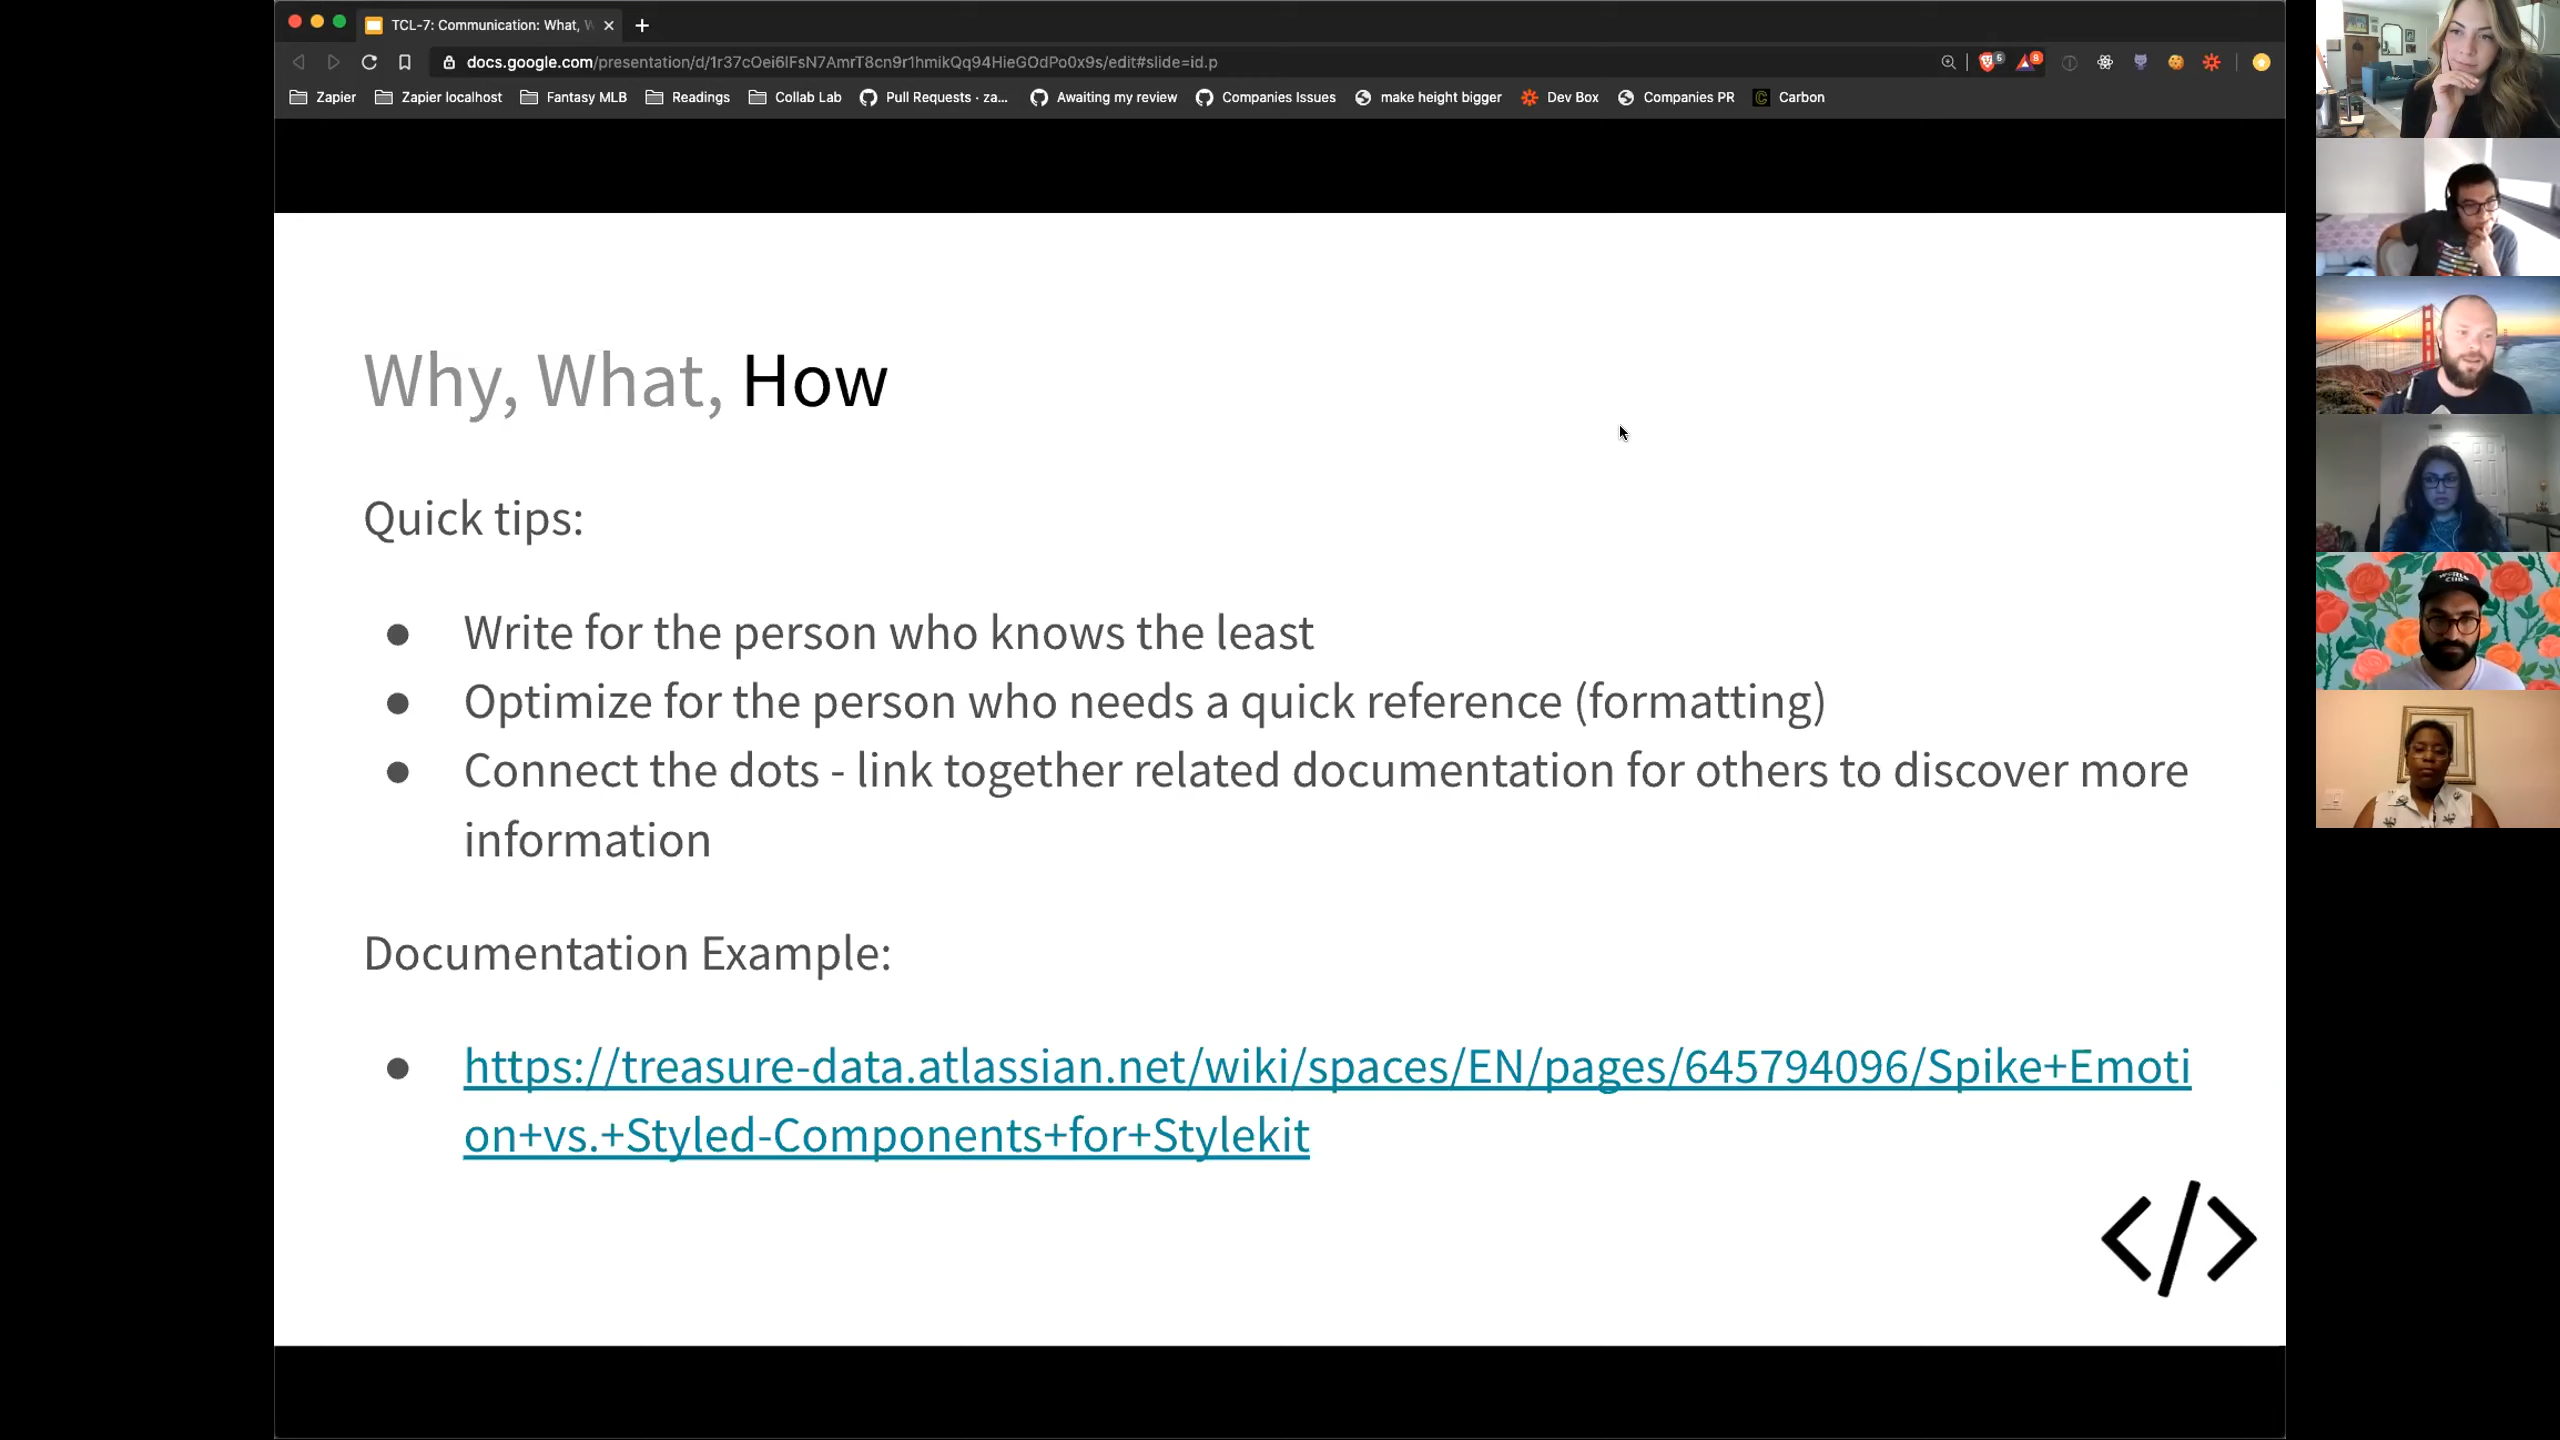 TCL-7: Communication: What, W
docs.google.com/presentation/d/1r37cOei6lFsN7AmrT8cn9r1hmikQq94HieGOdPo0x9s/edit#slide=id.p
5
8
Zapier Zapier localhost Fantasy MLB Readings Collab Lab Pull Requests · za... Awaiting my review Companies Issues make height bigger Dev Box Companies PR Carbon
Why, What, How
Quick tips:
● Write for the person who knows the least
● Optimize for the person who needs a quick reference (formatting)
● Connect the dots - link together related documentation for others to discover more
information
Documentation Example:
● https://treasure-data.atlassian.net/wiki/spaces/EN/pages/645794096/Spike+Emoti
on+vs.+Styled-Components+for+Stylekit
</>